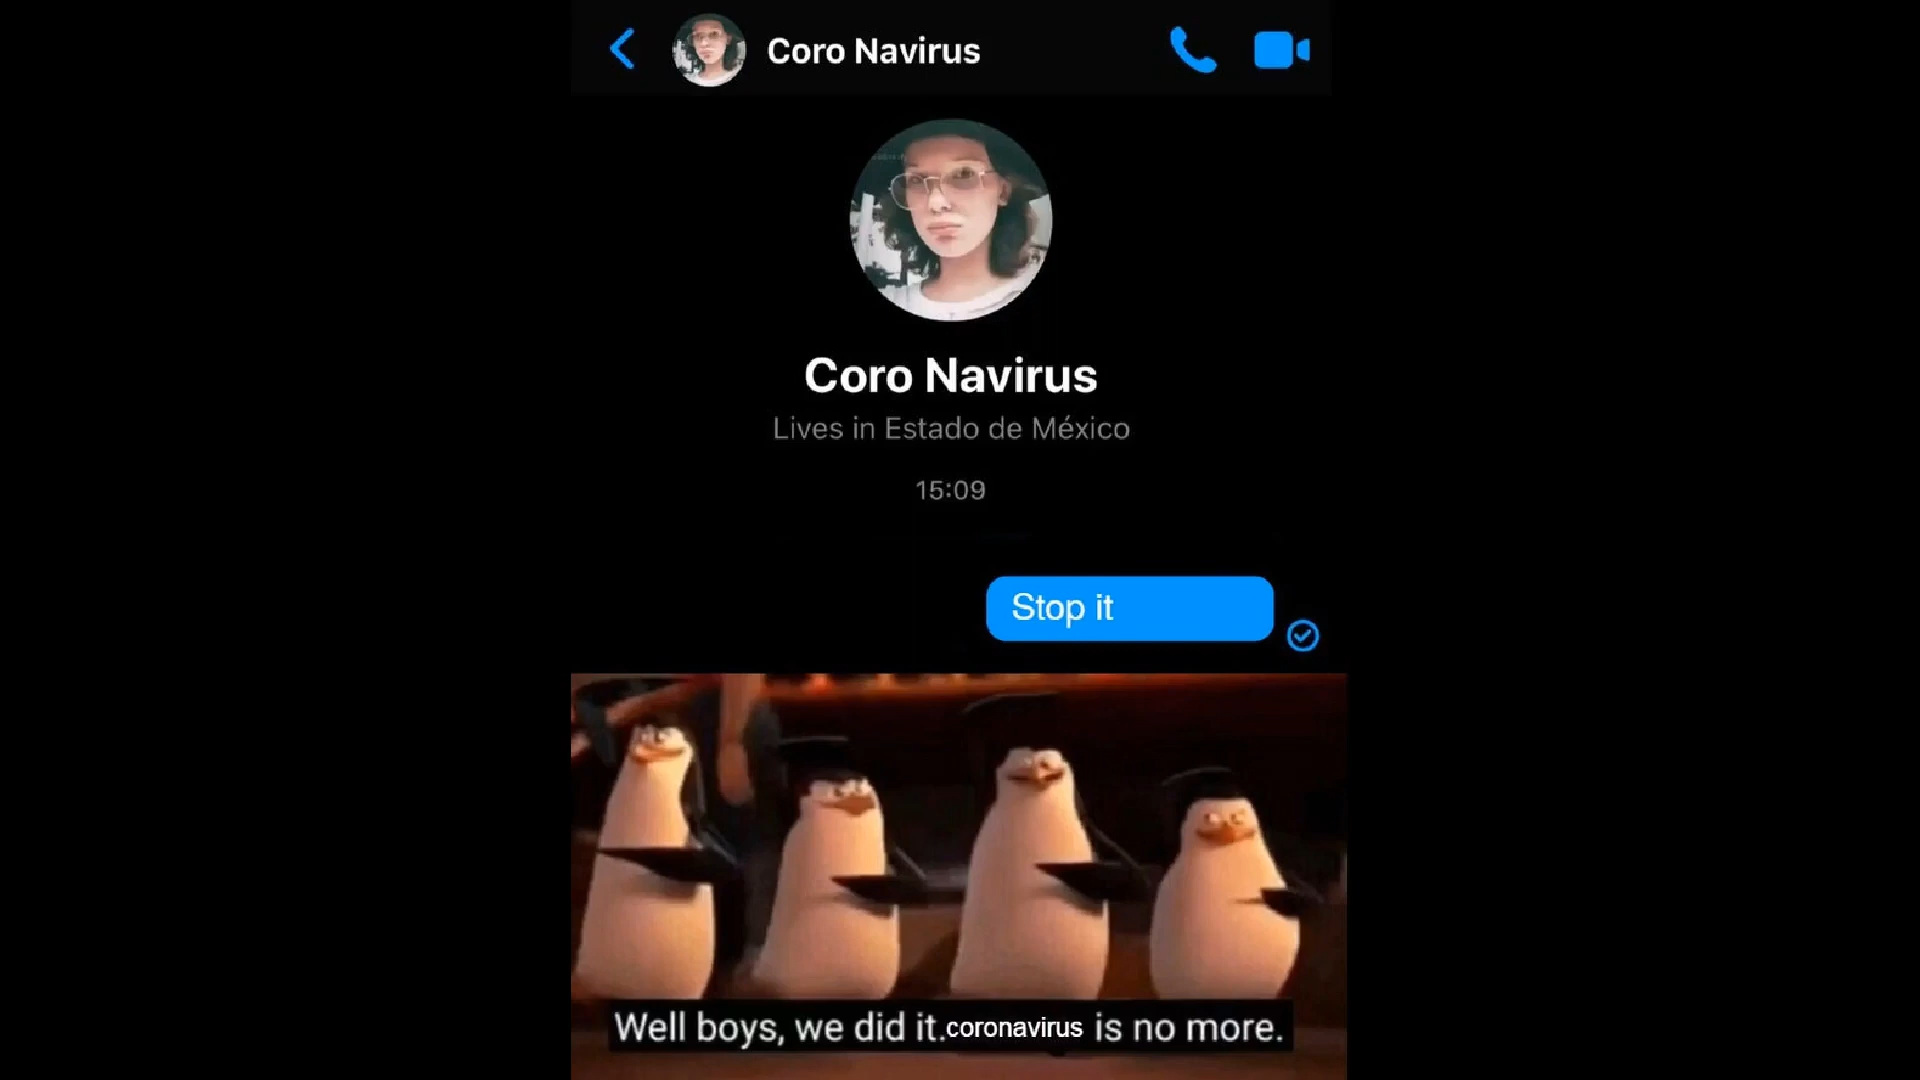 Coro Navirus
Coro Navirus
Lives in Estado de México
15:09
Stop it
Well boys, we did it.coronavirus is no more.